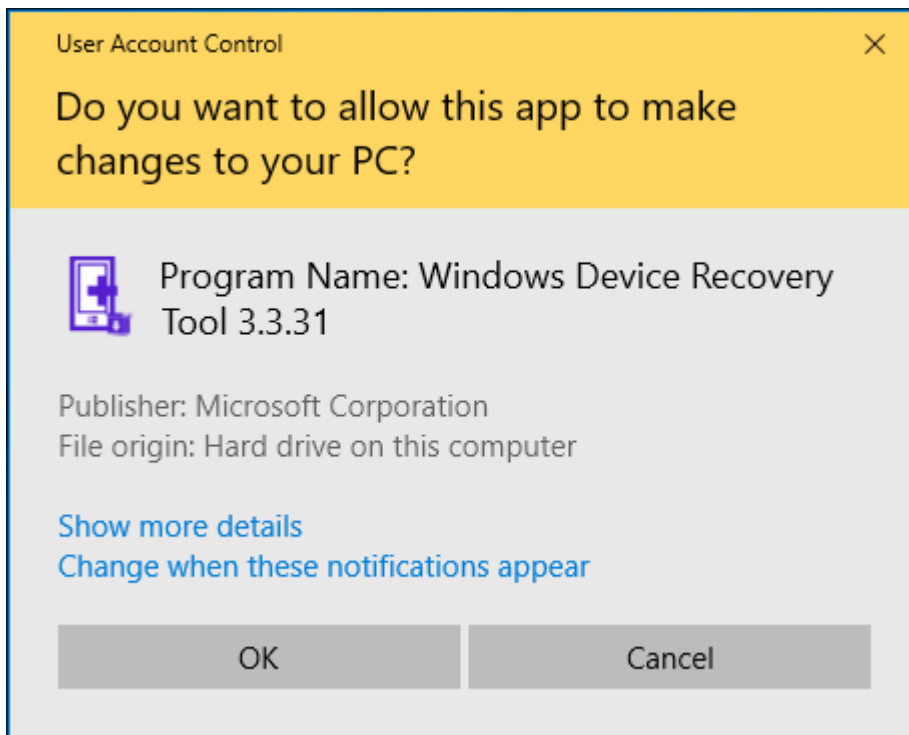 User Account Control
Do you want to allow this app to make
changes to your PC?
Program Name: Windows Device Recovery
Tool 3.3.31
Publisher: Microsoft Corporation
File origin: Hard drive on this computer
Show more details
Change when these notifications appear
OK
Cancel